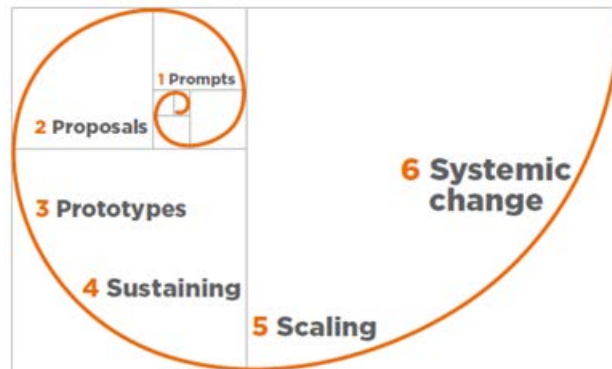 1 Prompts
2 Proposals
3 Prototypes
4 Sustaining
5 Scaling
6 Systemic
change